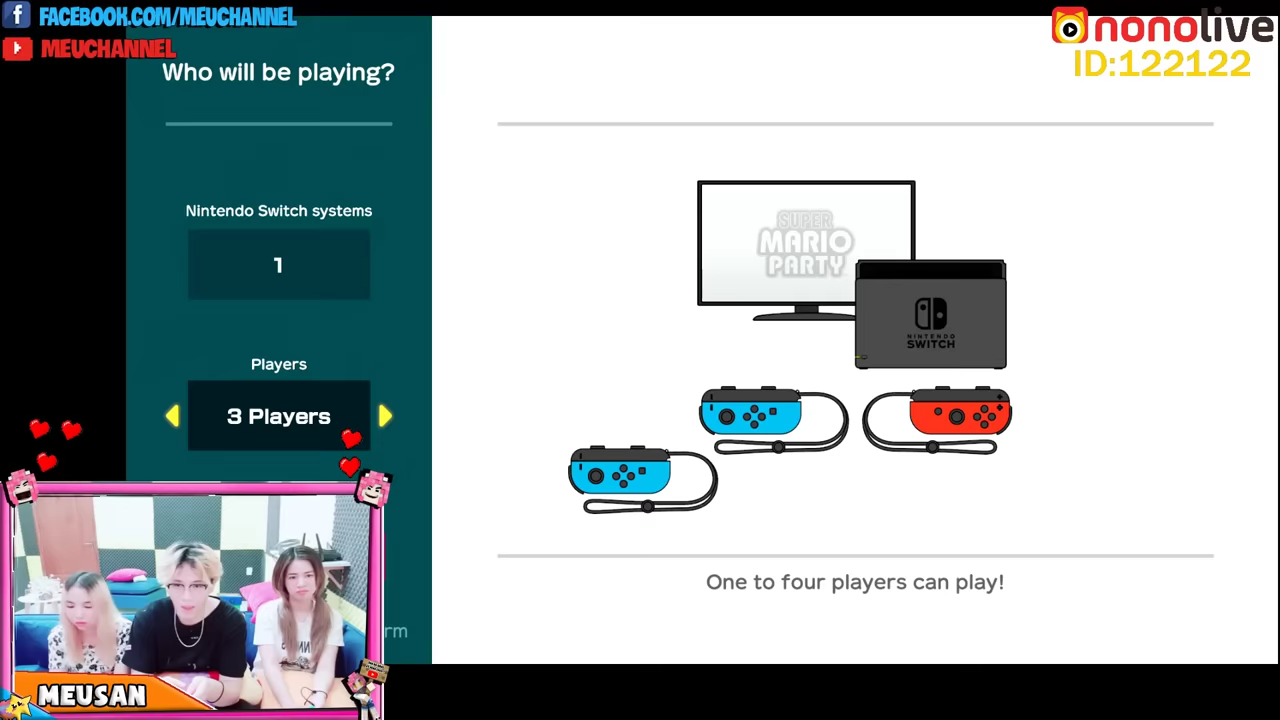 FACEBOOK.COM/MEUCHANNEL
MEUCHANNEL
nonolive
ID:122122
Who will be playing?
Nintendo Switch systems
1
Players
3 Players
SUPER
MARIO
PARTY
NINTENDO
SWITCH
One to four players can play!
rm
MEUSAN